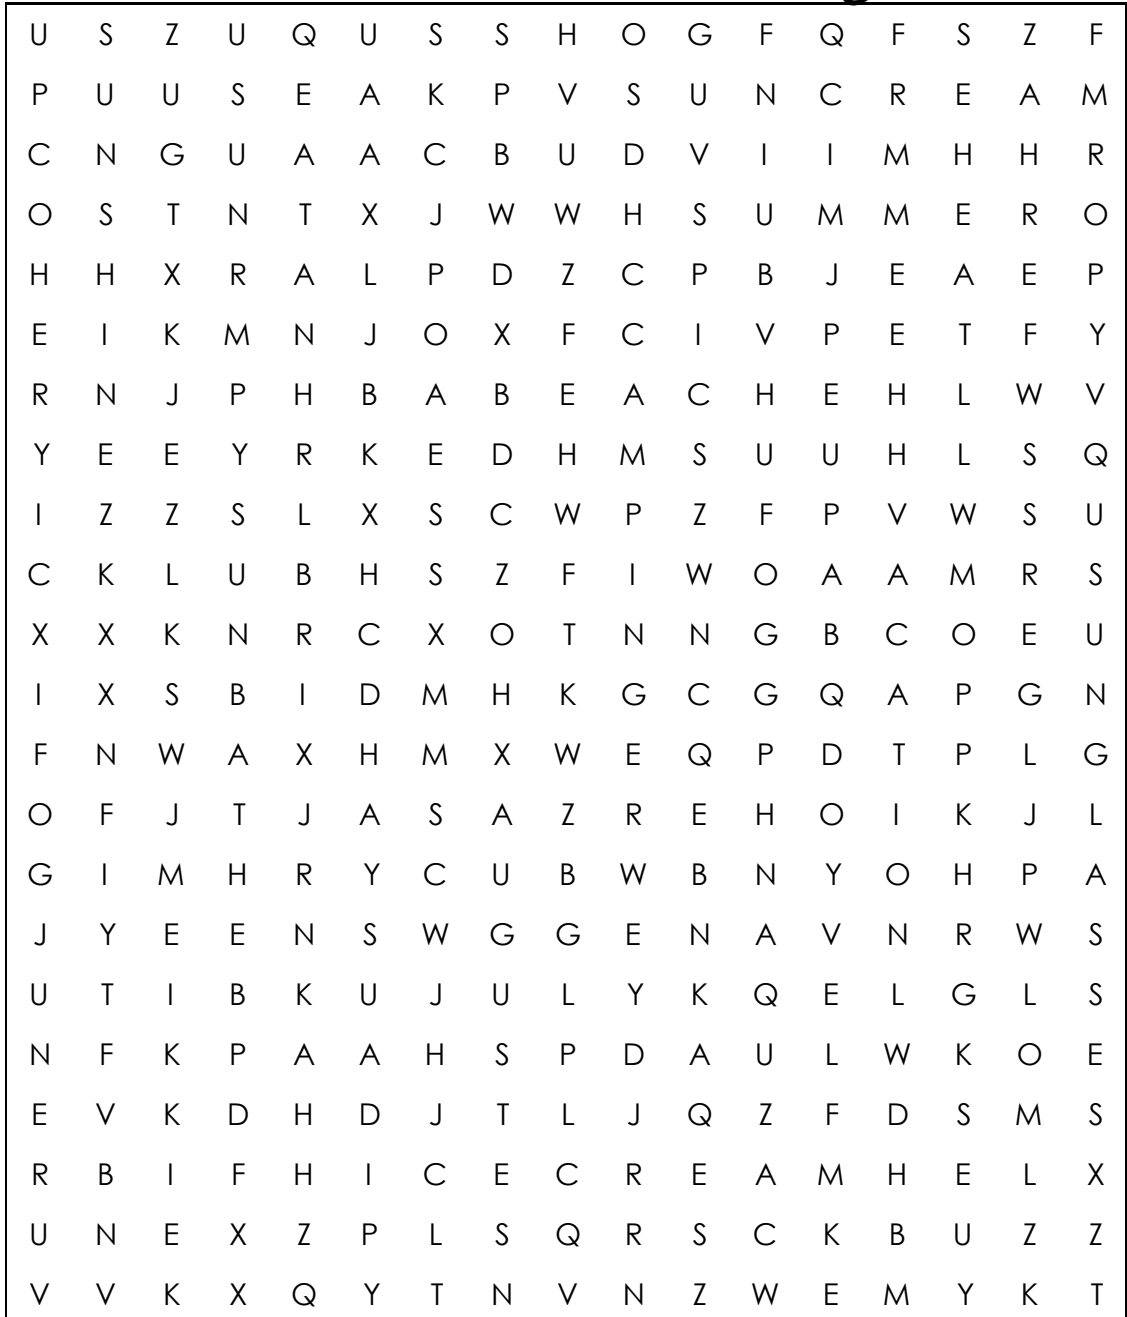 U S Z U Q U S S H O G F Q F S Z F
P U U S E A K P V S U N C R E A M
C N G U A A C B U D V I I M H H R
O S T N T X J W W H S U M M E R O
H H X R A L P D Z C P B J E A E P
E I K M N J O X F C I V P E T F Y
R N J P H B A B E A C H E H L W V
Y E E Y R K E D H M S U U H L S Q
I Z Z S L X S C W P Z F P V W S U
C K L U B H S Z F I W O A A M R S
X X K N R C X O T N N G B C O E U
I X S B I D M H K G C G Q A P G N
F N W A X H M X W E Q P D T P L G
O F J T J A S A Z R E H O I K J L
G I M H R Y C U B W B N Y O H P A
J Y E E N S W G G E N A V N R W S
U T I B K U J U L Y K Q E L G L S
N F K P A A H S P D A U L W K O E
E V K D H D J T L J Q Z F D S M S
R B I F H I C E C R E A M H E L X
U N E X Z P L S Q R S C K B U Z Z
V V K X Q Y T N V N Z W E M Y K T